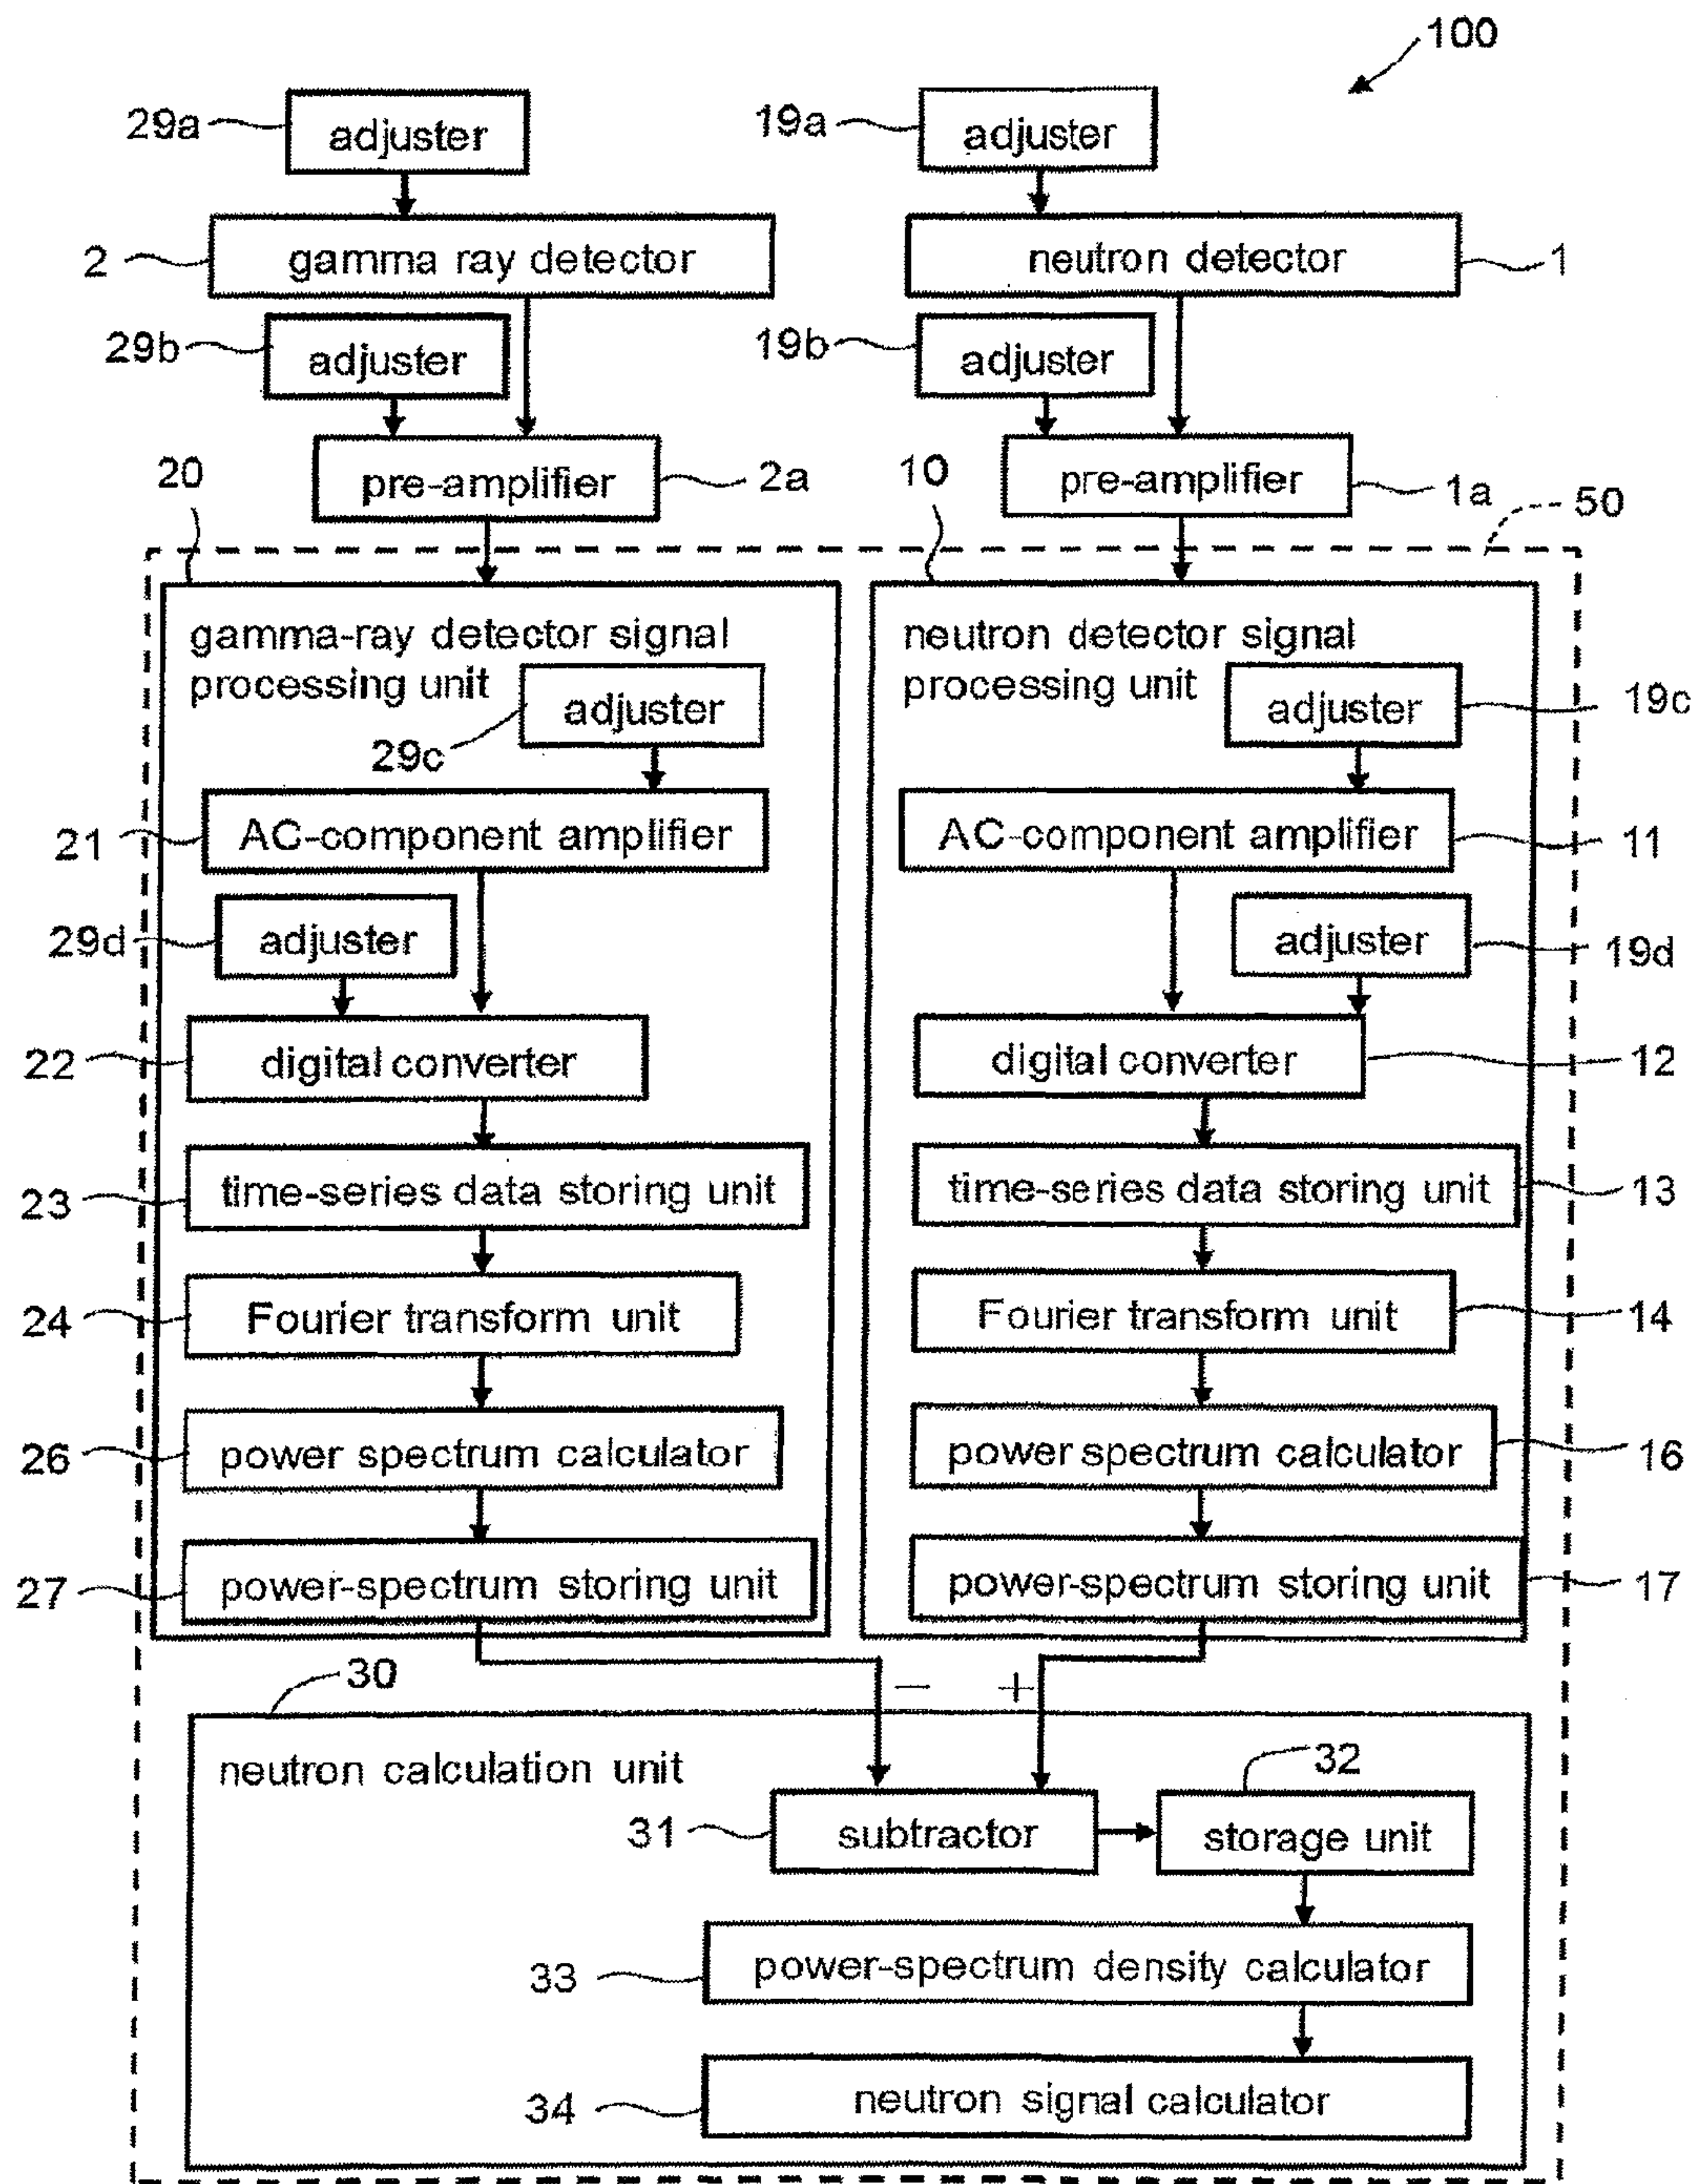 100
29a
adjuster
19a
adjuster
2
gamma ray detector
neutron detector
1
29b
adjuster
19b
adjuster
20
pre-amplifier
2a
10
pre-amplifier
1a
50
gamma-ray detector signal
processing unit
adjuster
29c
neutron detector signal
processing unit
adjuster
19c
21
AC-component amplifier
AC-component amplifier
11
29d
adjuster
adjuster
19d
22
digital converter
digital converter
12
23
time-series data storing unit
time-series data storing unit
13
24
Fourier transform unit
Fourier transform unit
14
26
power spectrum calculator
power spectrum calculator
16
27
power-spectrum storing unit
power-spectrum storing unit
17
30
− +
neutron calculation unit
32
31
subtractor
storage unit
33
power-spectrum density calculator
34
neutron signal calculator